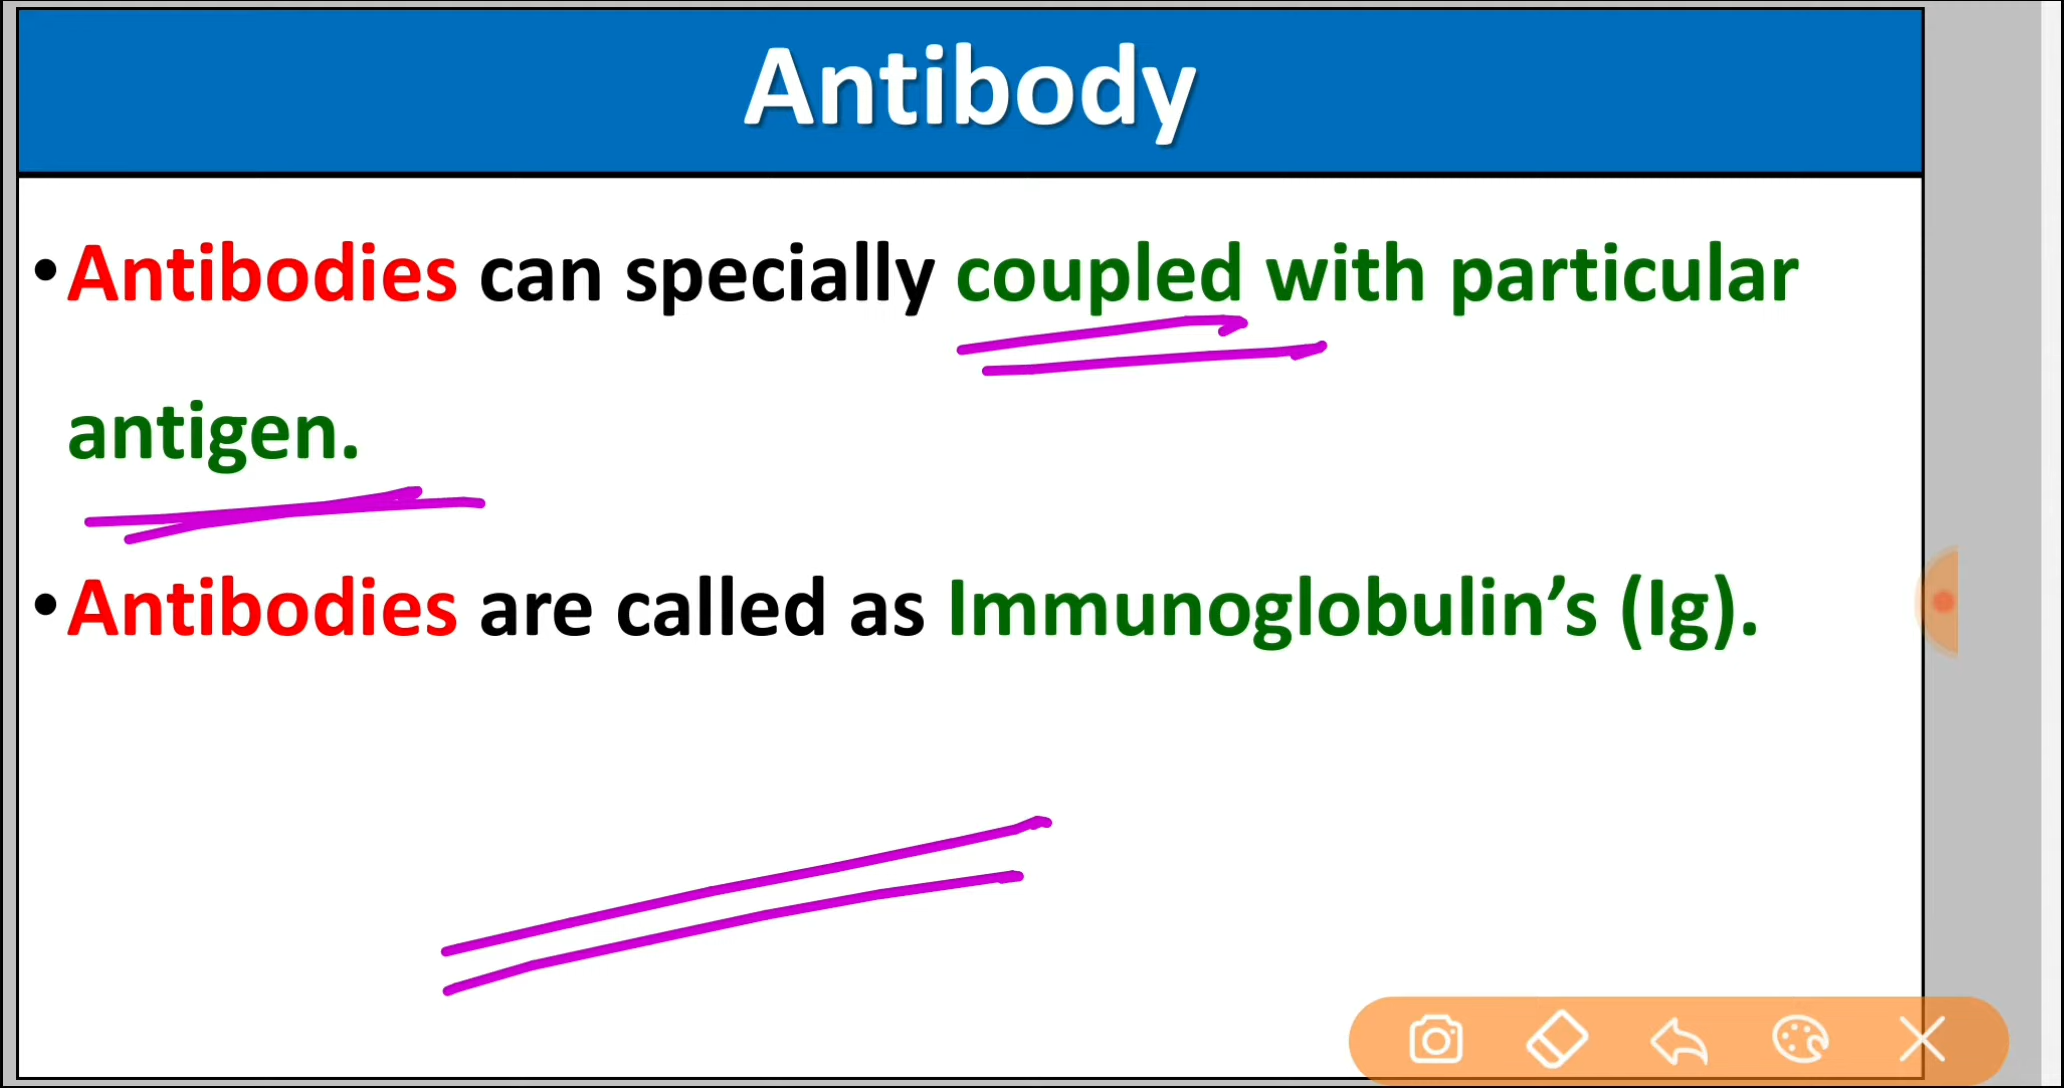 Antibody
•Antibodies can specially coupled with particular
antigen.
•Antibodies are called as Immunoglobulin’s (Ig).